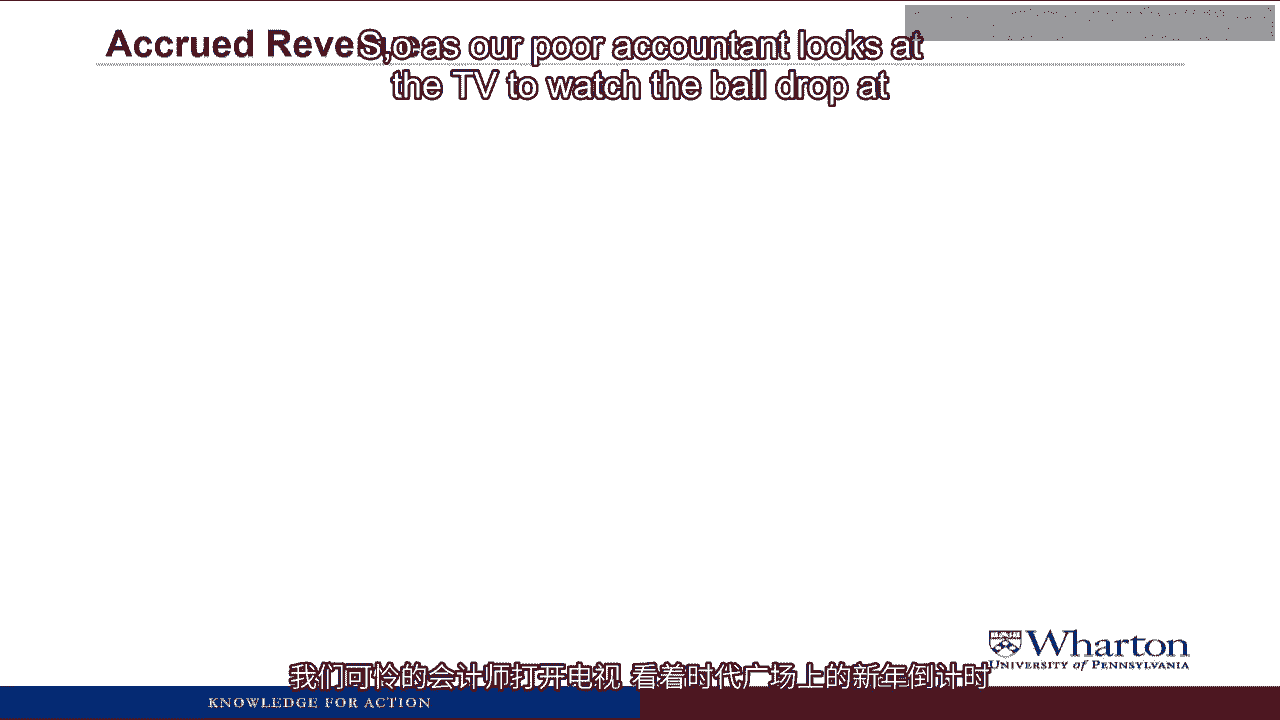 Accrued Reve
So as our poor accountant looks at
the TV to watch the ball drop at
Wharton
UNIVERSITY of PENNSYLVANIA
我们可怜的会计师打开电视 看着时代广场上的新年倒计时
KNOWLEDGE FOR ACTION